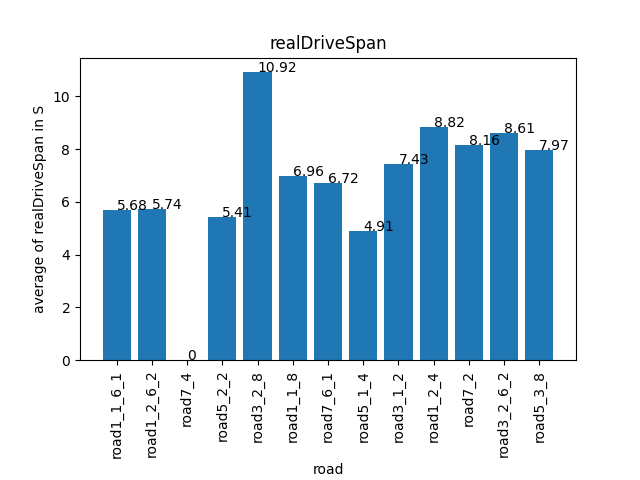 realDriveSpan
average of realDriveSpan in S
10
8
6
4
2
0
5.68
5.74
0
5.41
10.92
6.96
6.72
4.91
7.43
8.82
8.16
8.61
7.97
road1_1_6_1
road1_2_6_2
road7_4
road5_2_2
road3_2_8
road1_1_8
road7_6_1
road5_1_4
road3_1_2
road1_2_4
road7_2
road3_2_6_2
road5_3_8
road